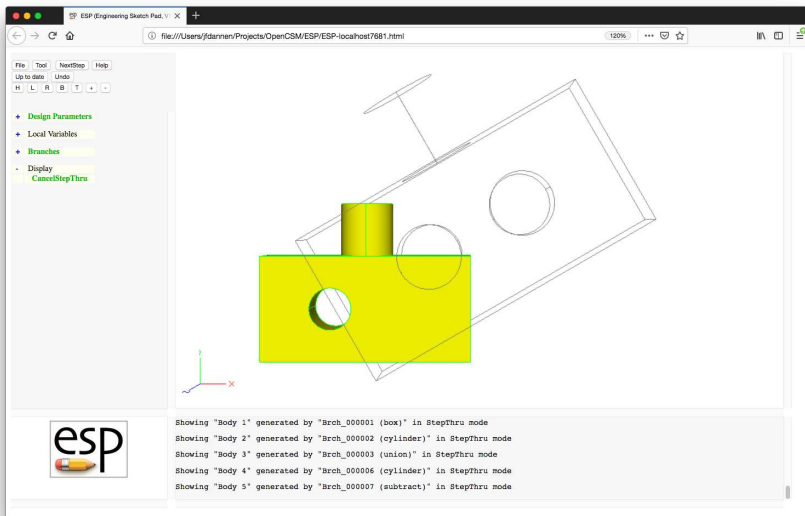 ESP (Engineering Sketch Pad, V
file:///Users/jfdannen/Projects/OpenCSM/ESP/ESP-localhost7681.html
120%
File Tool NextStep Help
Up to date Undo
H L R B T + -
+ Design Parameters
+ Local Variables
+ Branches
- Display
CancelStepThru
y
X
esp
Showing "Body 1" generated by "Brch_000001 (box)" in StepThru mode
Showing "Body 2" generated by "Brch_000002 (cylinder)" in StepThru mode
Showing "Body 3" generated by "Brch_000003 (union)" in StepThru mode
Showing "Body 4" generated by "Brch_000006 (cylinder)" in StepThru mode
Showing "Body 5" generated by "Brch_000007 (subtract)" in StepThru mode